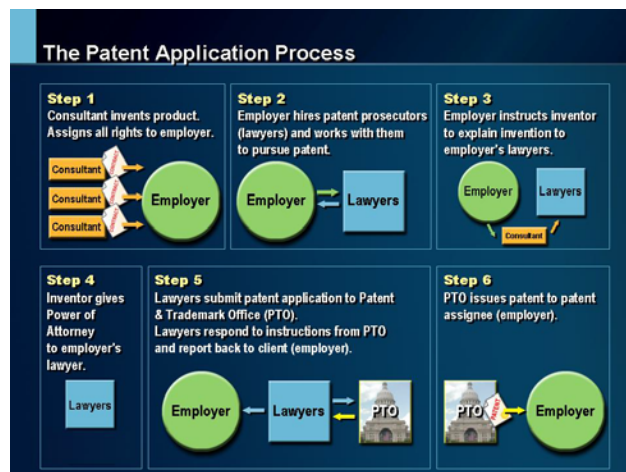 The Patent Application Process
Step 1
Consultant invents product.
Assigns all rights to employer.
Consultant
Consultant
Consultant
Employer
Step 2
Employer hires patent prosecutors
(lawyers) and works with them
to pursue patent.
Employer
Lawyers
Step 3
Employer instructs inventor
to explain invention to
employer's lawyers.
Employer
Lawyers
Consultant
Step 4
Inventor gives
Power of
Attorney
to employer's
lawyer.
Lawyers
Step 5
Lawyers submit patent application to Patent
& Trademark Office (PTO).
Lawyers respond to instructions from PTO
and report back to client (employer).
Employer
Lawyers
PTO
Step 6
PTO issues patent to patent
assignee (employer).
PTO
PATENT
Employer